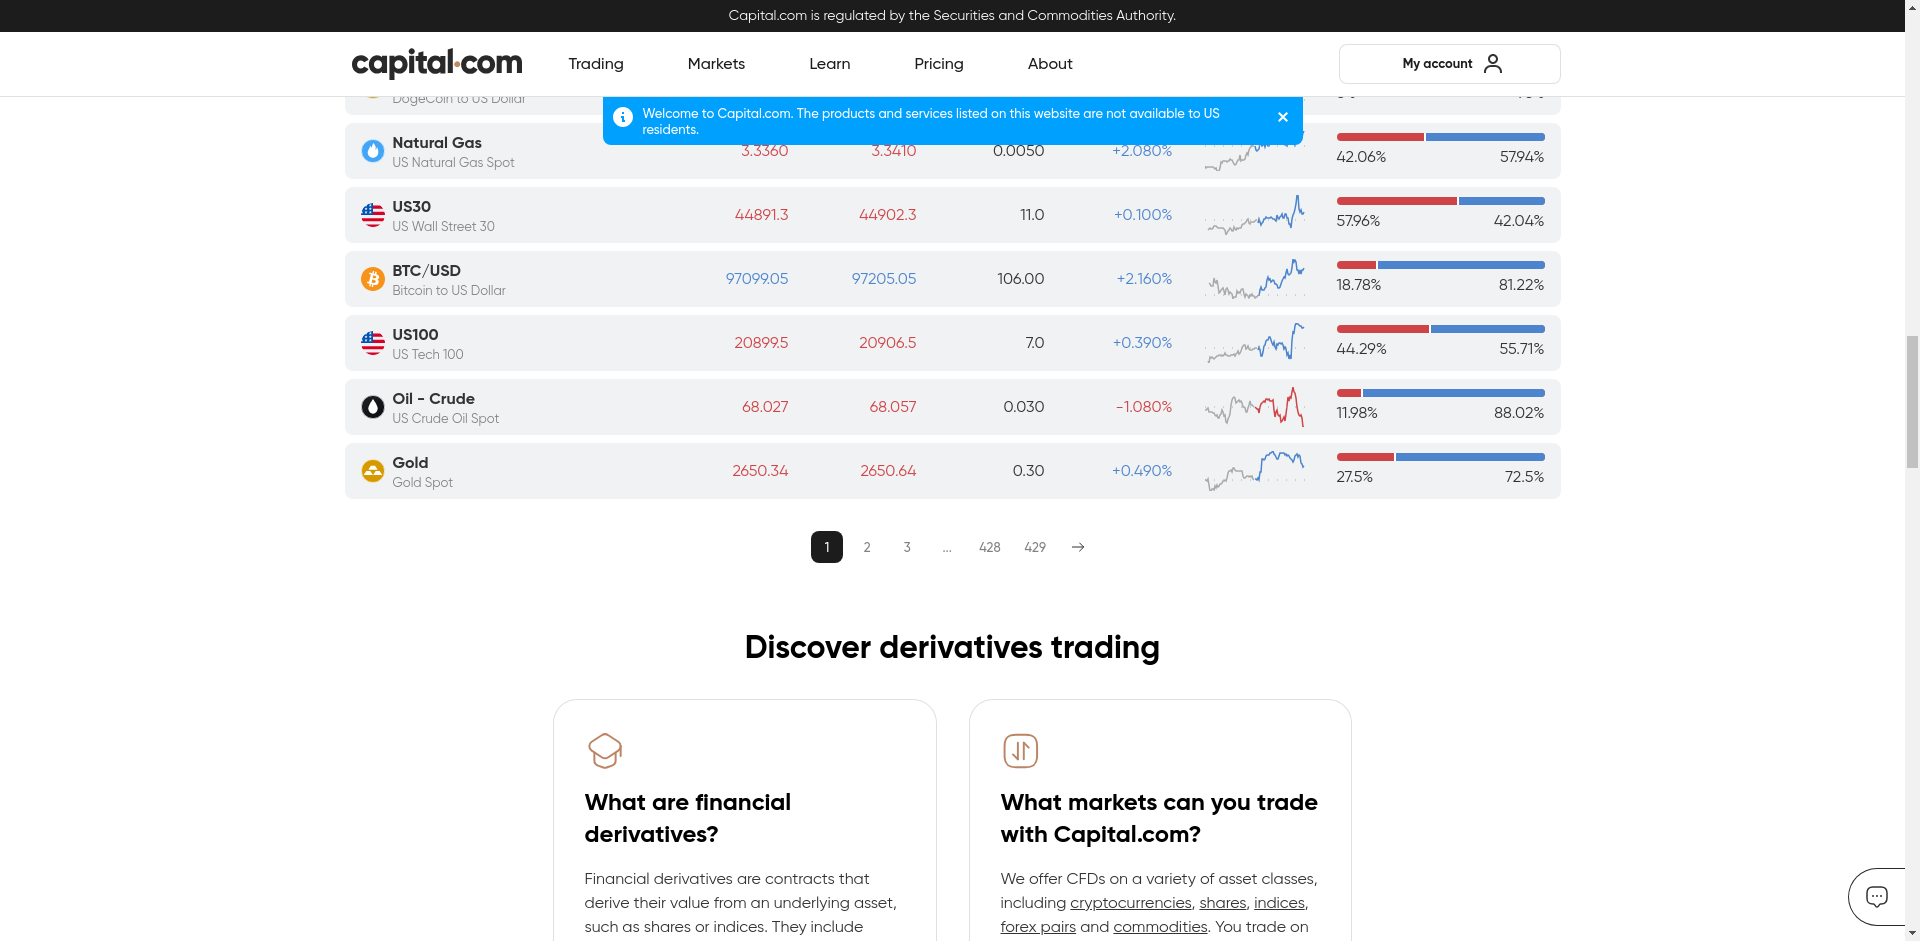 Capital.com is regulated by the Securities and Commodities Authority.
capital.com
Trading
Markets
Learn
Pricing
About
My account
DogeCoin to US Dollar
Welcome to Capital.com. The products and services listed on this website are not available to US
residents.
Natural Gas
US Natural Gas Spot
3.3360
3.3410
0.0050
+2.080%
42.06%
57.94%
US30
US Wall Street 30
44891.3
44902.3
11.0
+0.100%
57.96%
42.04%
BTC/USD
Bitcoin to US Dollar
97099.05
97205.05
106.00
+2.160%
18.78%
81.22%
US100
US Tech 100
20899.5
20906.5
7.0
+0.390%
44.29%
55.71%
Oil - Crude
US Crude Oil Spot
68.027
68.057
0.030
-1.080%
11.98%
88.02%
Gold
Gold Spot
2650.34
2650.64
0.30
+0.490%
27.5%
72.5%
1
2
3
...
428
429
Discover derivatives trading
What are financial
derivatives?
Financial derivatives are contracts that
derive their value from an underlying asset,
such as shares or indices. They include
What markets can you trade
with Capital.com?
We offer CFDs on a variety of asset classes,
including cryptocurrencies, shares, indices,
forex pairs and commodities. You trade on